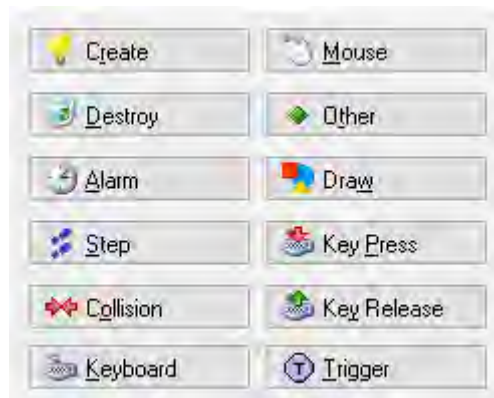 Create
Mouse
Destroy
Other
Alarm
Draw
Step
Key Press
Collision
Key Release
Keyboard
T Trigger